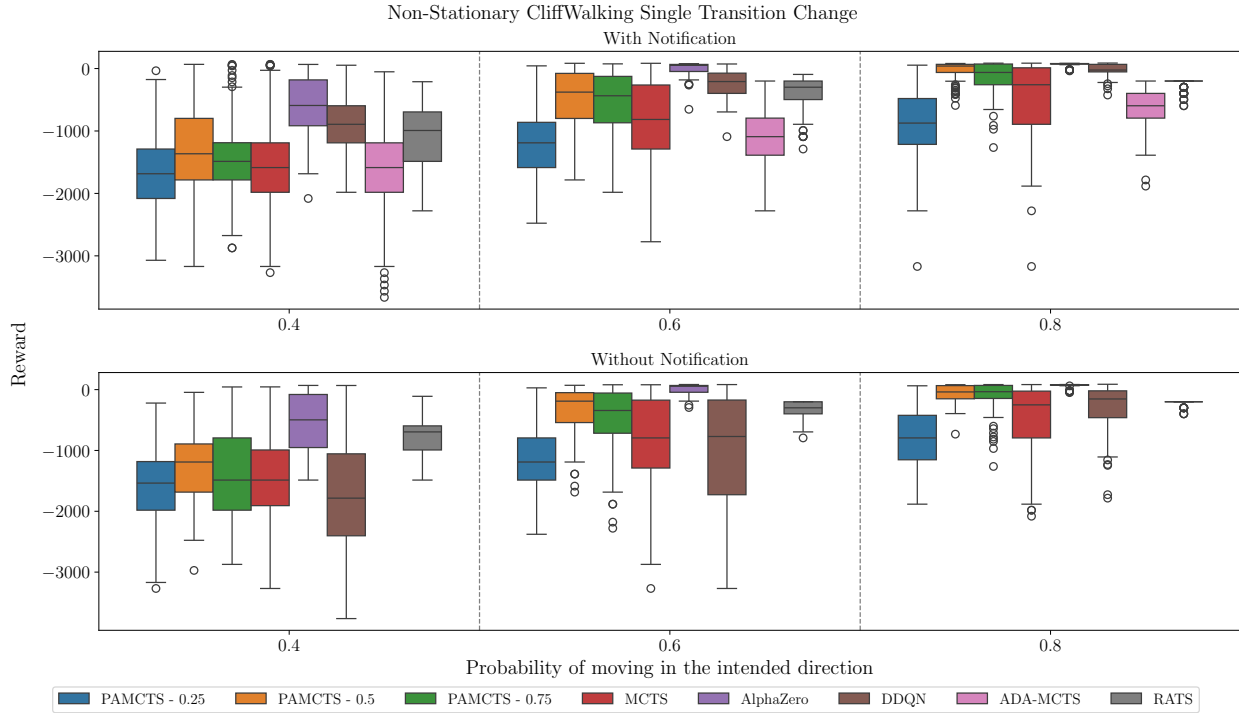 Non-Stationary CliffWalking Single Transition Change
With Notification
0
−1000
−2000
−3000
0.4
0.6
0.8
Reward
Without Notification
0
−1000
−2000
−3000
0.4
0.6
0.8
Probability of moving in the intended direction
PAMCTS - 0.25 PAMCTS - 0.5 PAMCTS - 0.75 MCTS AlphaZero DDQN ADA-MCTS RATS